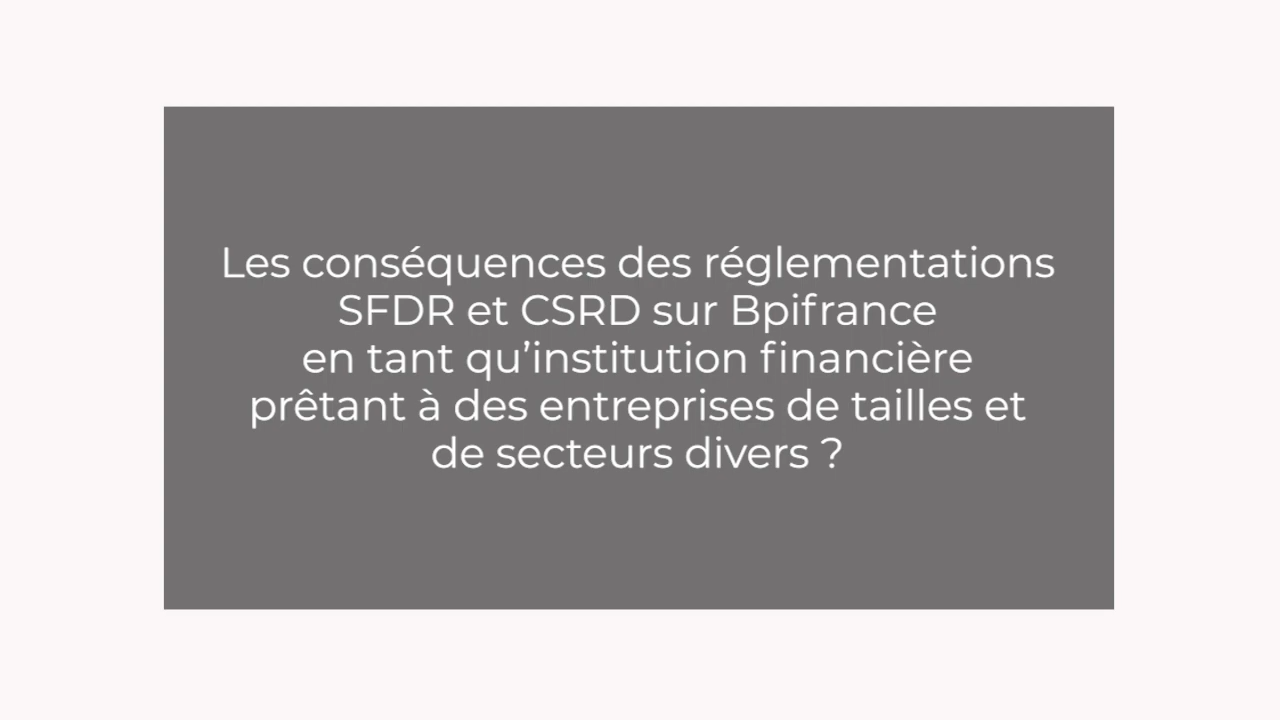 Les conséquences des réglementations
SFDR et CSRD sur Bpifrance
en tant qu’institution financière
prêtant à des entreprises de tailles et
de secteurs divers ?